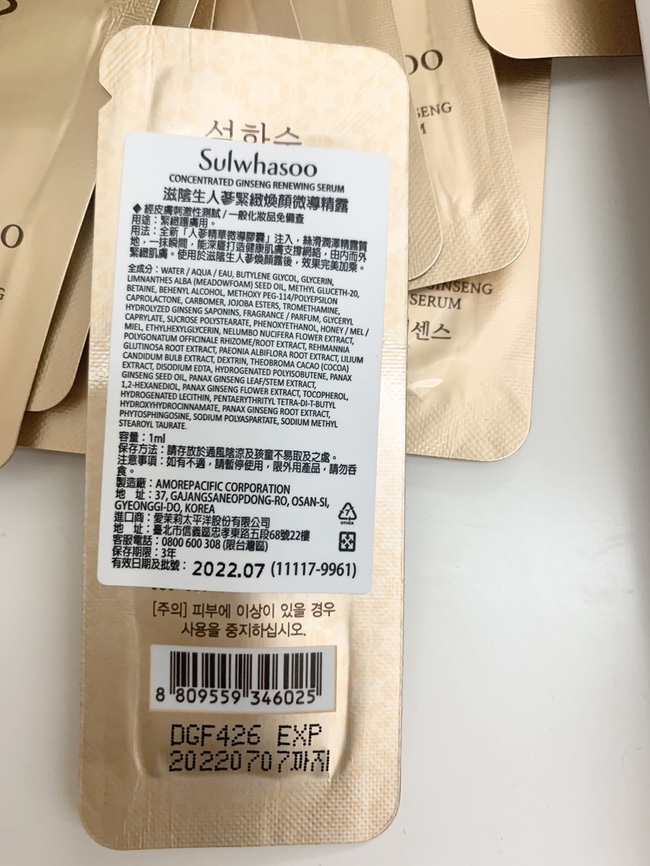 설화수
Sulwhasoo
CONCENTRATED GINSENG RENEWING SERUM
滋陰生人蔘緊緻煥顏微導精露
◆經皮膚刺激性測試/一般化妝品免備查
用途:緊緻護膚用。
用法:全新「人蔘精華微導膠囊」注入,絲滑潤澤精露質
地,一抹瞬間,能深層打造健康肌膚支撐網絡,由內而外
緊緻肌膚。使用於滋陰生人蔘煥顏露後,效果完美加乘。
全成分:WATER / AQUA / EAU, BUTYLENE GLYCOL, GLYCERIN,
LIMNANTHES ALBA (MEADOWFOAM) SEED OIL, METHYL GLUCETH-20,
BETAINE, BEHENYL ALCOHOL, METHOXY PEG-114/POLYEPSILON
CAPROLACTONE, CARBOMER, JOJOBA ESTERS, TROMETHAMINE,
HYDROLYZED GINSENG SAPONINS, FRAGRANCE / PARFUM, GLYCERYL
CAPRYLATE, SUCROSE POLYSTEARATE, PHENOXYETHANOL, HONEY / MEL /
MIEL, ETHYLHEXYLGLYCERIN, NELUMBO NUCIFERA FLOWER EXTRACT,
POLYGONATUM OFFICINALE RHIZOME/ROOT EXTRACT, REHMANNIA
GLUTINOSA ROOT EXTRACT, PAEONIA ALBIFLORA ROOT EXTRACT, LILIUM
CANDIDUM BULB EXTRACT, DEXTRIN, THEOBROMA CACAO (COCOA)
EXTRACT, DISODIUM EDTA, HYDROGENATED POLYISOBUTENE, PANAX
GINSENG SEED OIL, PANAX GINSENG LEAF/STEM EXTRACT,
1,2-HEXANEDIOL, PANAX GINSENG FLOWER EXTRACT, TOCOPHEROL,
HYDROGENATED LECITHIN, PENTAERYTHRITYL TETRA-DI-T-BUTYL
HYDROXYHYDROCINNAMATE, PANAX GINSENG ROOT EXTRACT,
PHYTOSPHINGOSINE, SODIUM POLYASPARTATE, SODIUM METHYL
STEAROYL TAURATE.
容量:1ml
保存方法:請存放於通風陰涼及孩童不易取及之處。
注意事項:如有不適,請暫停使用,限外用產品,請勿吞
食。
製造廠:AMOREPACIFIC CORPORATION
地 址:37, GAJANGSANEOPDONG-RO, OSAN-SI,
GYEONGGI-DO, KOREA
進口商:愛茉莉太平洋股份有限公司
地 址:臺北市信義區忠孝東路五段68號22樓
客服電話:0800 600 308 (限台灣區)
保存期限:3年
有效日期及批號:2022.07 (11117-9961)
[주의] 피부에 이상이 있을 경우
사용을 중지하십시오.
8 809559 346025
DGF426 EXP
20220707까지
OO
SENG
GINSENG
SERUM
센스
O